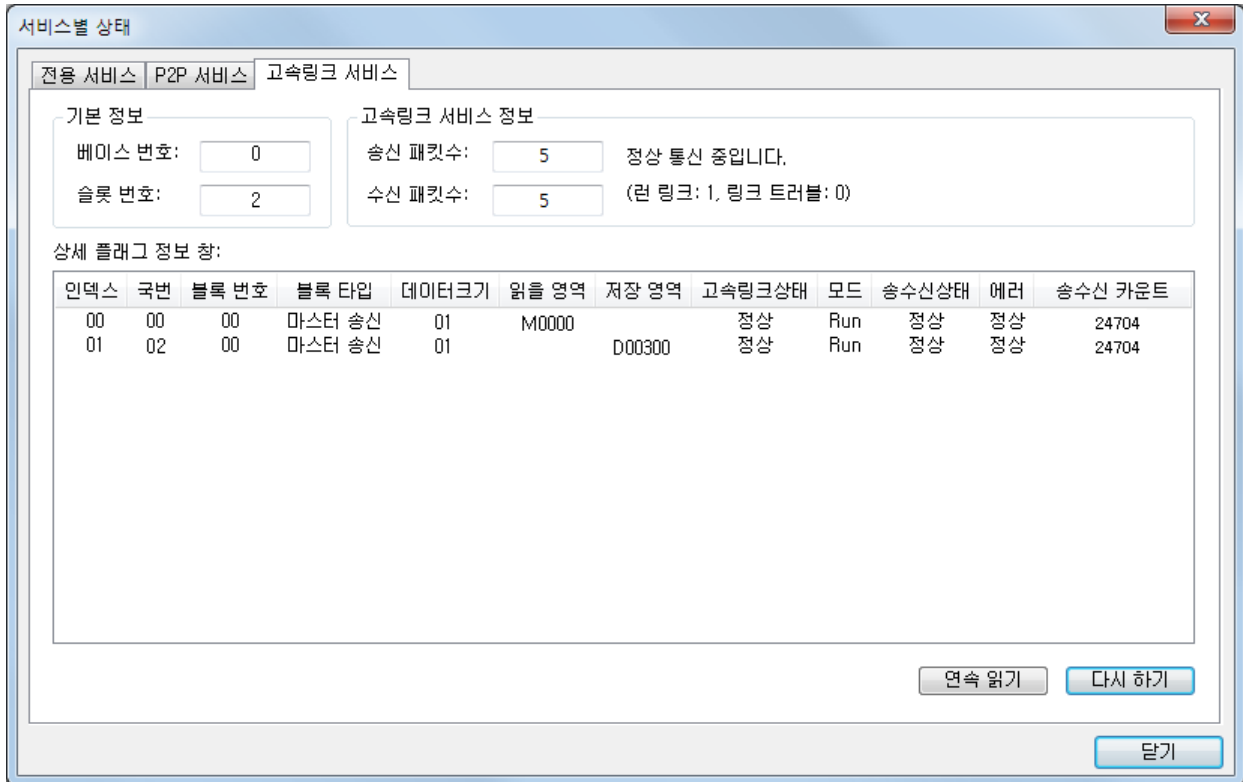 서비스별 상태
전용 서비스 P2P 서비스 고속링크 서비스
기본 정보 고속링크 서비스 정보
베이스 번호: 0 송신 패킷수: 5 정상 통신 중입니다.
슬롯 번호: 2 수신 패킷수: 5 (런 링크: 1, 링크 트러블: 0)
상세 플래그 정보 창:
인덱스 국번 블록 번호 블록 타입 데이터크기 읽을 영역 저장 영역 고속링크상태 모드 송수신상태 에러 송수신 카운트
00 00 00 마스터 송신 01 M0000 정상 Run 정상 정상 24704
01 02 00 마스터 송신 01 D00300 정상 Run 정상 정상 24704
연속 읽기 다시 하기
닫기